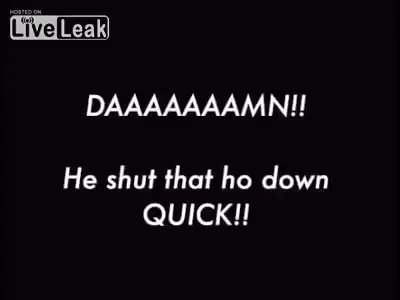 HOSTED ON
LiveLeak
DAAAAAAAMN!!
He shut that ho down
QUICK!!